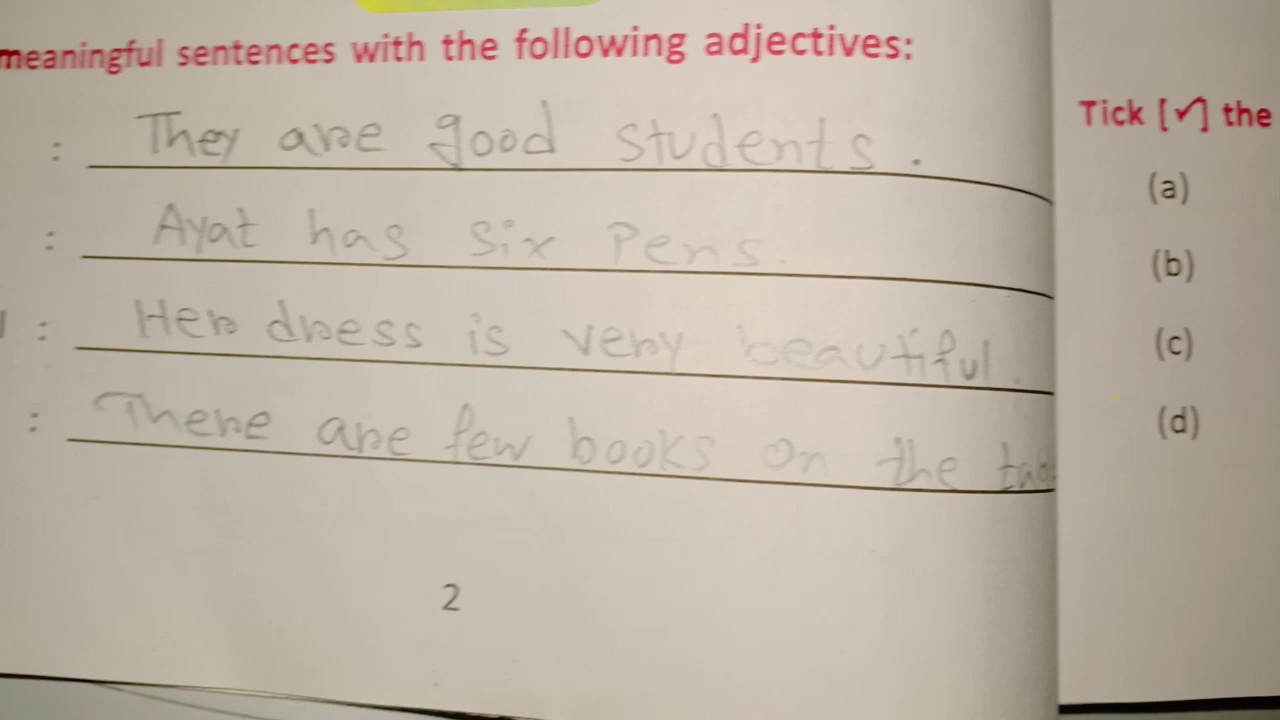 meaningful sentences with the following adjectives:
: They are good students.
: Ayat has six Pens.
: Her dress is very beautiful.
: There are few books on the
2
Tick [✓] the
(a)
(b)
(c)
(d)